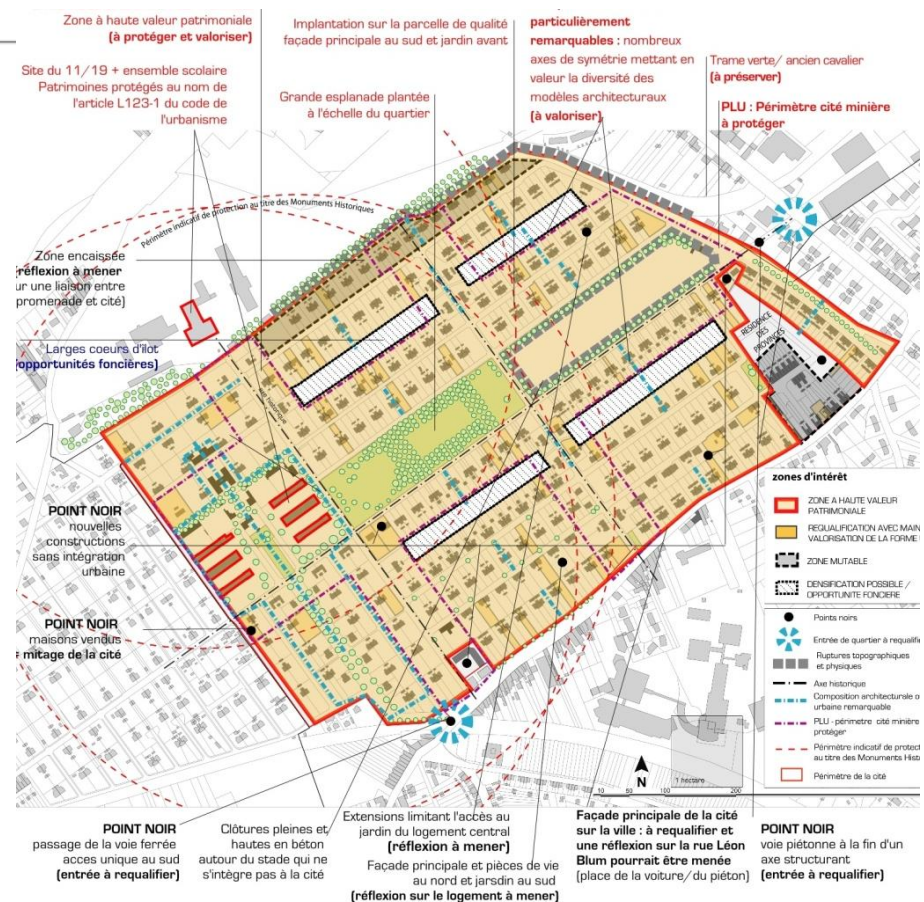 Zone à haute valeur patrimoniale
(à protéger et valoriser)
Site du 11/19 + ensemble scolaire
Patrimoines protégés au nom de
l'article L123-1 du code de
l'urbanisme
Implantation sur la parcelle de qualité
façade principale au sud et jardin avant
Grande esplanade plantée
à l'échelle du quartier
particulièrement
remarquables : nombreux
axes de symétrie mettant en
valeur la diversité des
modèles architecturaux
(à valoriser)
Trame verte/ ancien cavalier
(à préserver)
PLU : Périmètre cité minière
à protéger
Périmètre indicatif de protection au titre des Monuments Historiques
Zone encaissée
(réflexion à mener
ur une liaison entre
promenade et cité)
Larges coeurs d'îlot
(opportunités foncières)
historique
RESIDENCE
DES
PROVINCES
POINT NOIR
nouvelles
constructions
sans intégration
urbaine
POINT NOIR
maisons vendus
mitage de la cité
zones d'intérêt
ZONE A HAUTE VALEUR
PATRIMONIALE
REQUALIFICATION AVEC MAIN
VALORISATION DE LA FORME
ZONE MUTABLE
DENSIFICATION POSSIBLE /
OPPORTUNITE FONCIERE
Points noirs
Entrée de quartier à requalifie
Ruptures topographiques
et physiques
Axe historique
Composition architecturale o
urbaine remarquable
PLU - périmetre cité minière
protéger
Périmètre indicatif de protect
au titre des Monuments Hist
Périmètre de la cité
N
1 hectare
10 50 100 200
POINT NOIR
passage de la voie ferrée
acces unique au sud
(entrée à requalifier)
Clôtures pleines et
hautes en béton
autour du stade qui ne
s'intègre pas à la cité
Extensions limitant l'accès au
jardin du logement central
(réflexion à mener)
Façade principale et pièces de vie
au nord et jarsdin au sud
(réflexion sur le logement à mener)
Façade principale de la cité
sur la ville : à requalifier et
une réflexion sur la rue Léon
Blum pourrait être menée
(place de la voiture/du piéton)
POINT NOIR
voie piétonne à la fin d'un
axe structurant
(entrée à requalifier)